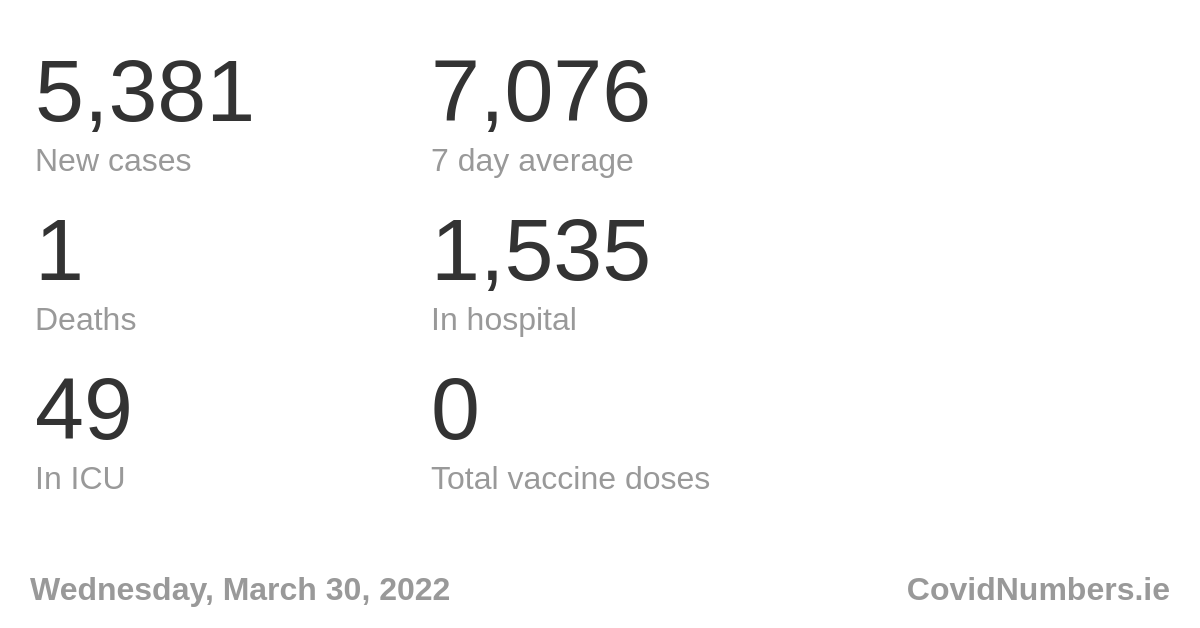 5,381 7,076
New cases 7 day average
1 1,535
Deaths In hospital
49 0
In ICU Total vaccine doses
Wednesday, March 30, 2022 CovidNumbers.ie